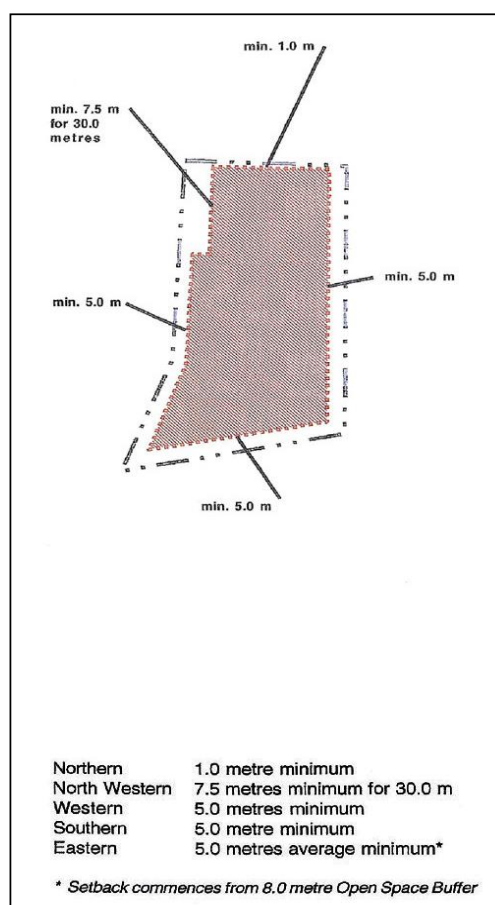 min. 1.0 m
min. 7.5 m
for 30.0
metres
min. 5.0 m
min. 5.0 m
min. 5.0 m
Northern 1.0 metre minimum
North Western 7.5 metres minimum for 30.0 m
Western 5.0 metres minimum
Southern 5.0 metre minimum
Eastern 5.0 metres average minimum*
* Setback commences from 8.0 metre Open Space Buffer